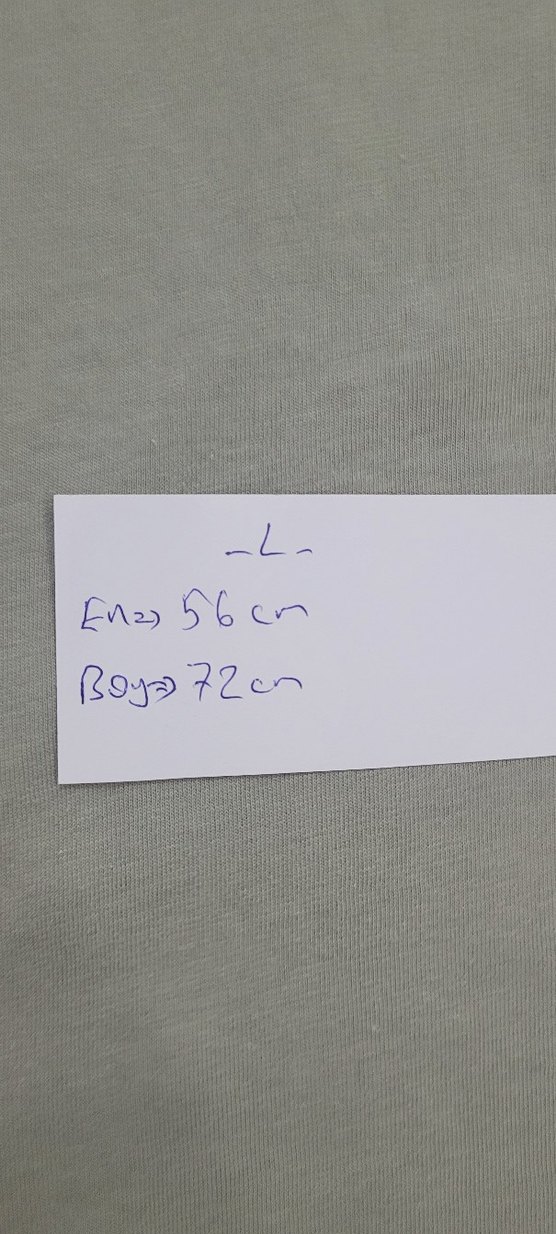 -L-
En=> 56 cm
Boy=> 72 cm